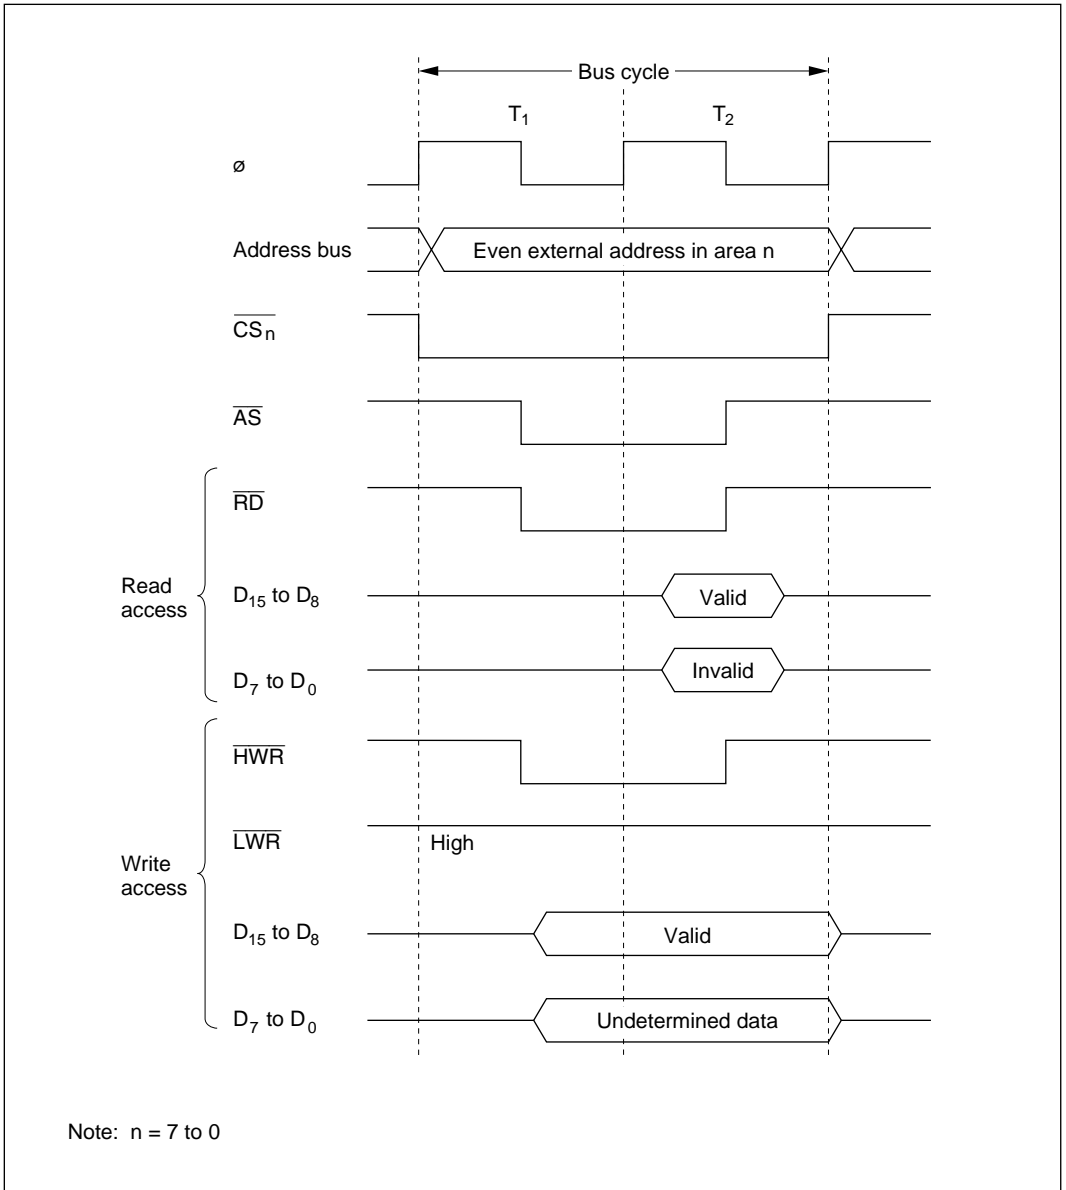 Bus cycle
T1 T2
ø
Address bus Even external address in area n
CSn
AS
RD
Read access
D15 to D8 Valid
D7 to D0 Invalid
HWR
LWR High
Write access
D15 to D8 Valid
D7 to D0 Undetermined data
Note: n = 7 to 0